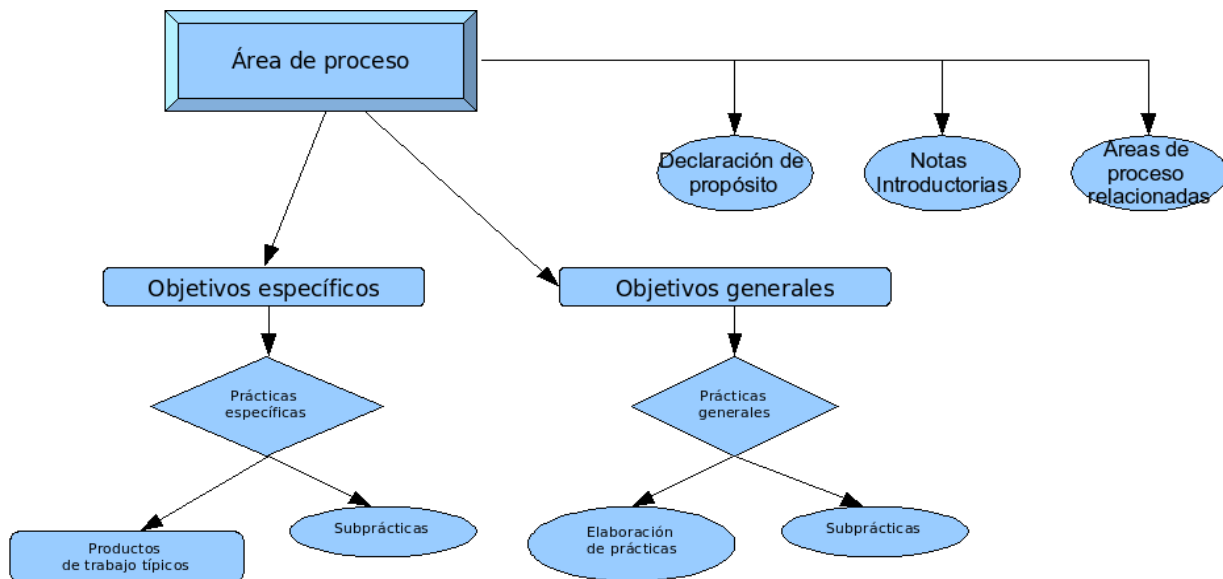 Área de proceso
Declaración de
propósito
Notas
Introductorias
Áreas de
proceso
relacionadas
Objetivos específicos
Objetivos generales
Prácticas
específicas
Prácticas
generales
Productos
de trabajo típicos
Subprácticas
Elaboración
de prácticas
Subprácticas